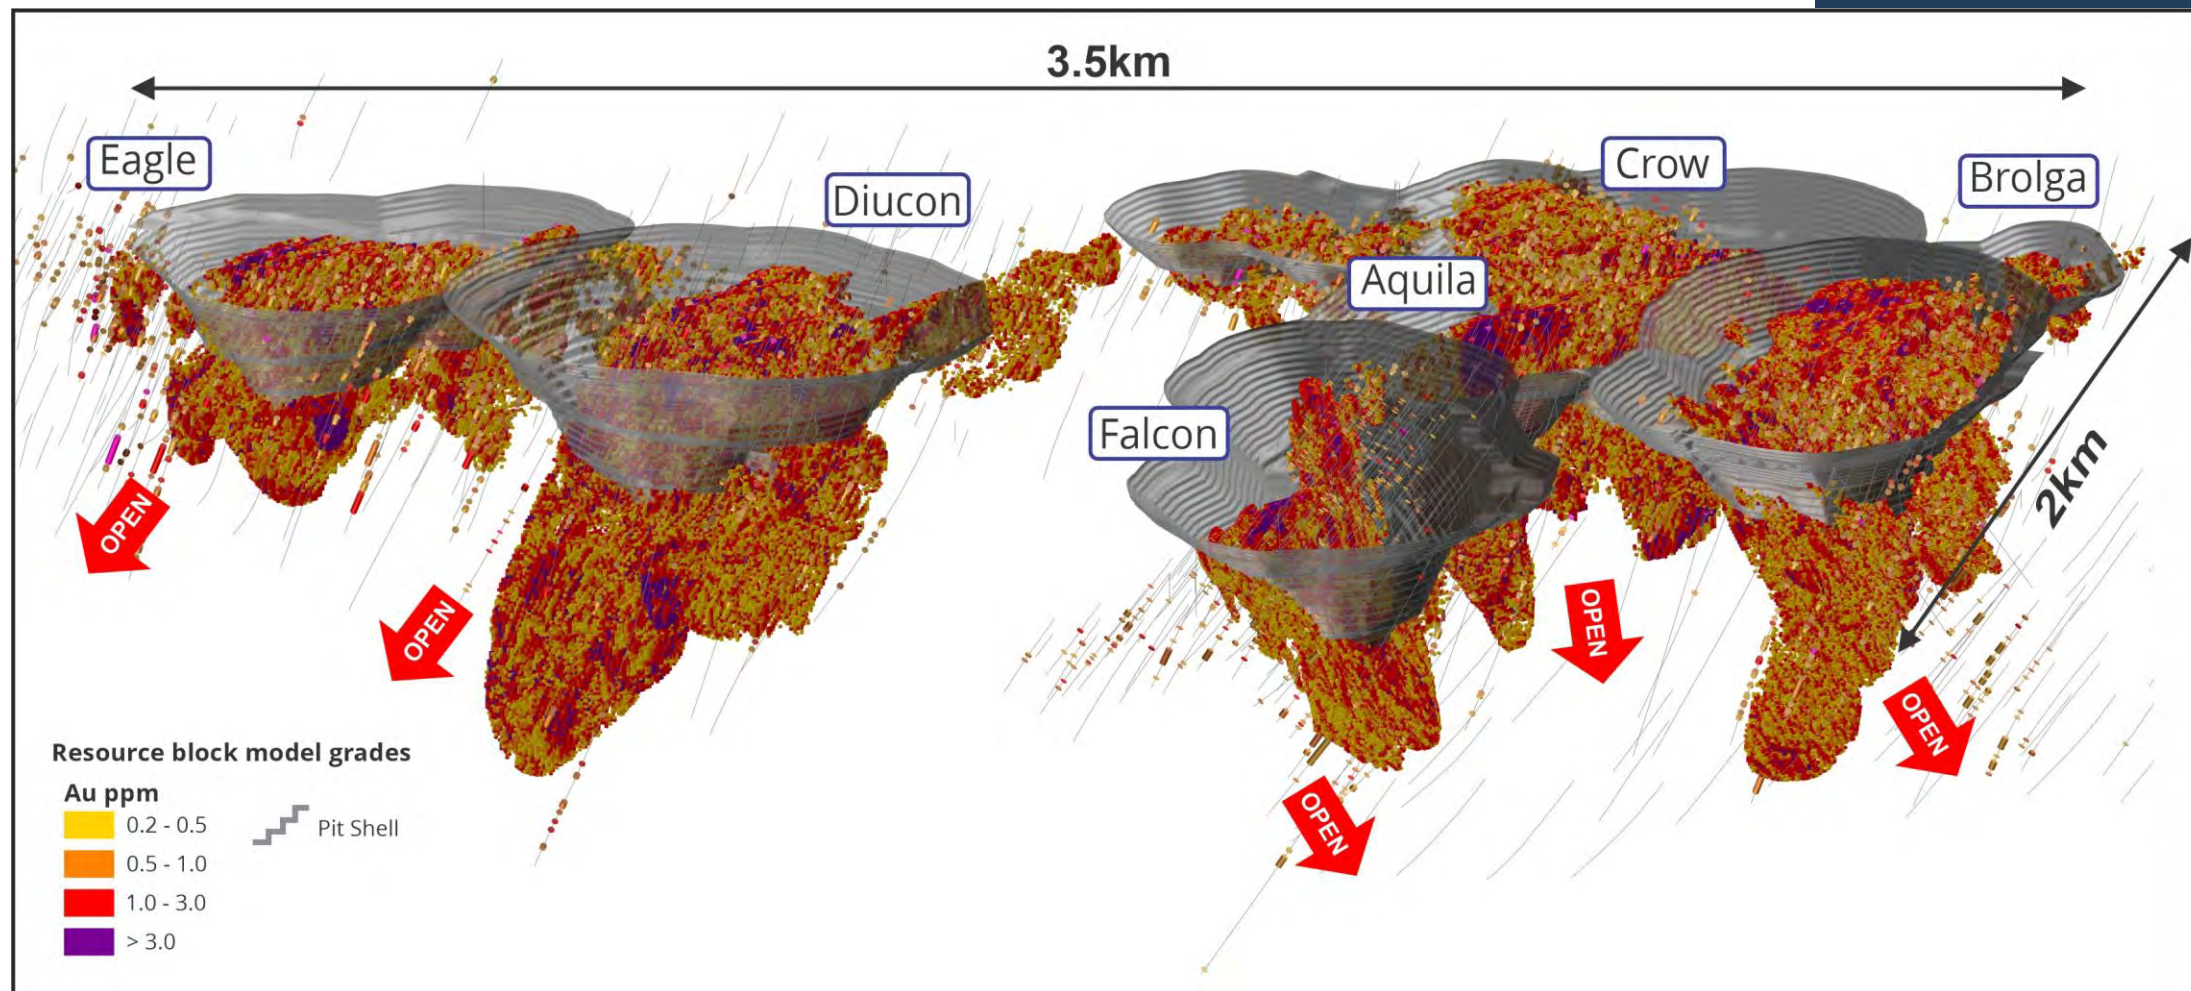 3.5km
Eagle
Diucon
Crow
Brolga
Aquila
Falcon
2km
OPEN
OPEN
OPEN
OPEN
OPEN
Resource block model grades
Au ppm
0.2 - 0.5
0.5 - 1.0
1.0 - 3.0
> 3.0
Pit Shell